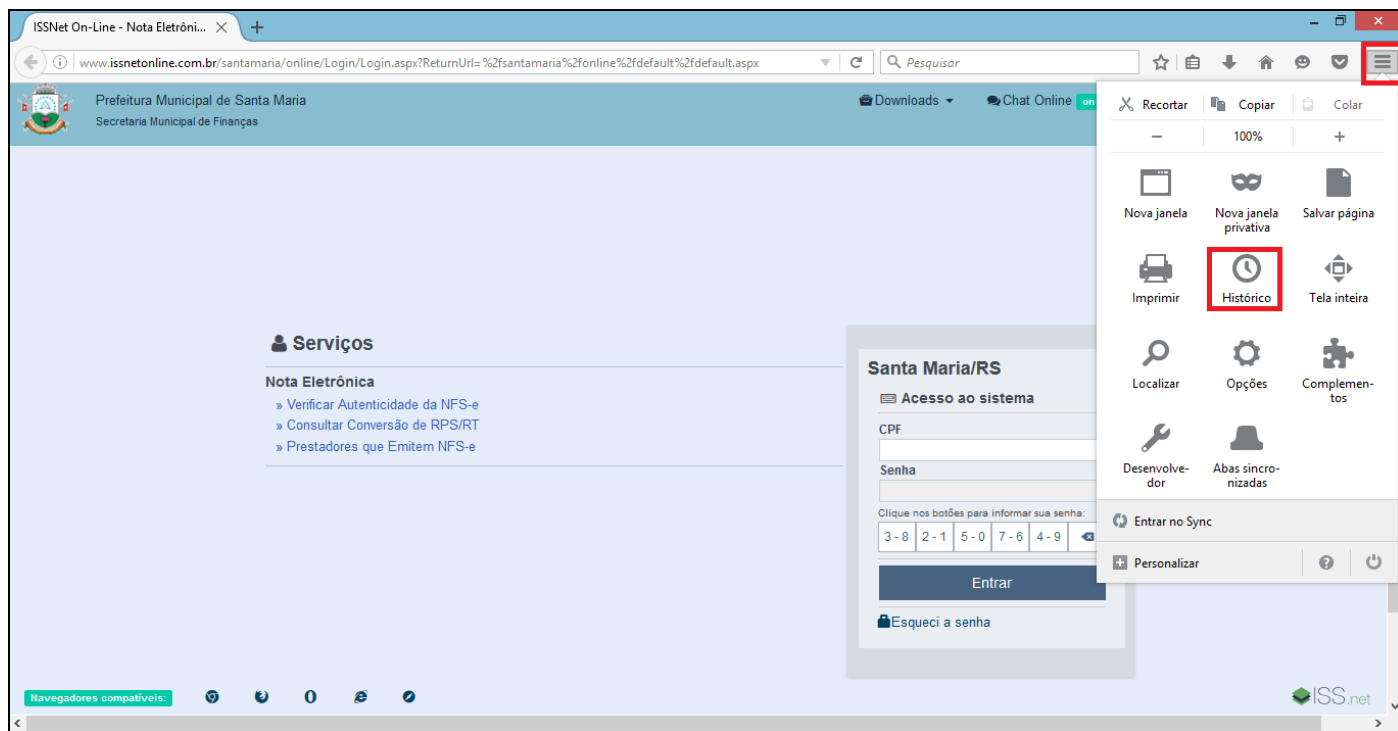 ISSNet On-Line - Nota Eletrôni...
www.issnetonline.com.br/santamaria/online/Login/Login.aspx?ReturnUrl=%2fsantamaria%2fonline%2fdefault%2fdefault.aspx
Pesquisar
Prefeitura Municipal de Santa Maria
Secretaria Municipal de Finanças
Downloads
Chat Online on
Recortar
Copiar
Colar
− 100% +
Nova janela
Nova janela
privativa
Salvar página
Imprimir
Histórico
Tela inteira
Localizar
Opções
Complemen-
tos
Desenvolve-
dor
Abas sincro-
nizadas
Entrar no Sync
Personalizar
Serviços
Nota Eletrônica
» Verificar Autenticidade da NFS-e
» Consultar Conversão de RPS/RT
» Prestadores que Emitem NFS-e
Santa Maria/RS
Acesso ao sistema
CPF
Senha
Clique nos botões para informar sua senha:
3 - 8 2 - 1 5 - 0 7 - 6 4 - 9
Entrar
Esqueci a senha
Navegadores compatíveis:
ISS.net